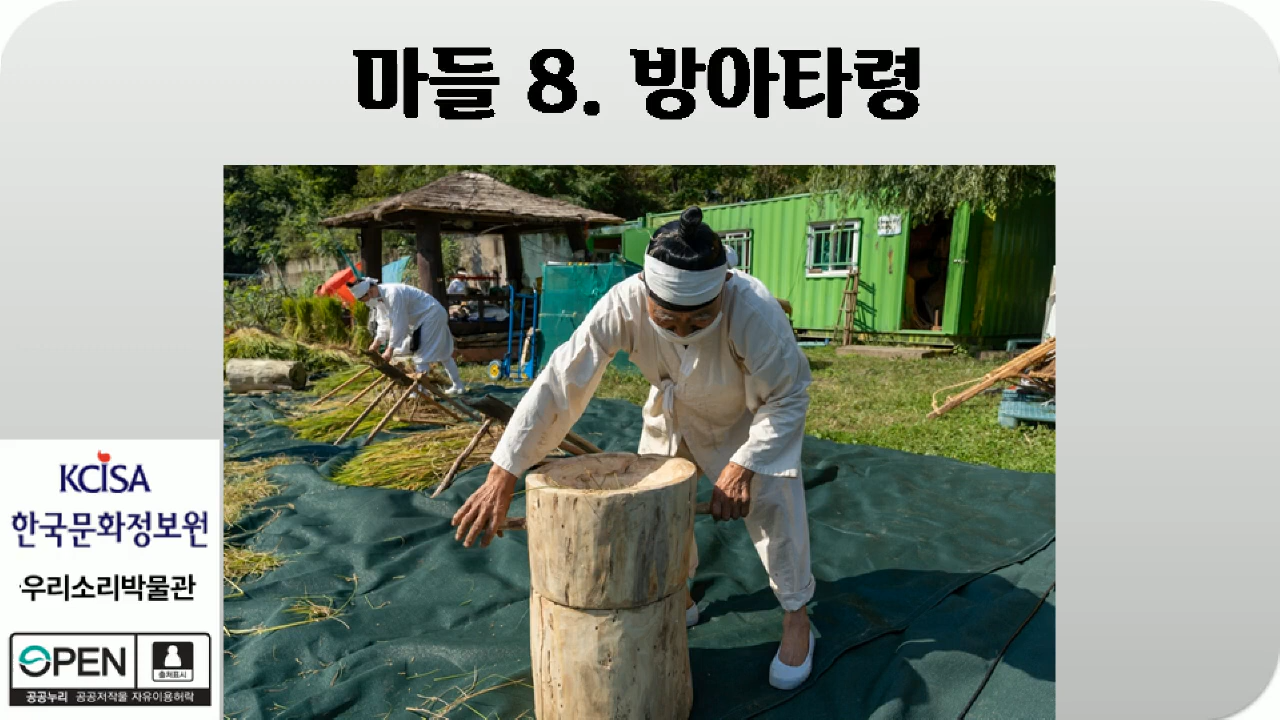 마들 8. 방아타령
KCISA
한국문화정보원
우리소리박물관
OPEN
출처표시
공공누리 공공저작물 자유이용허락